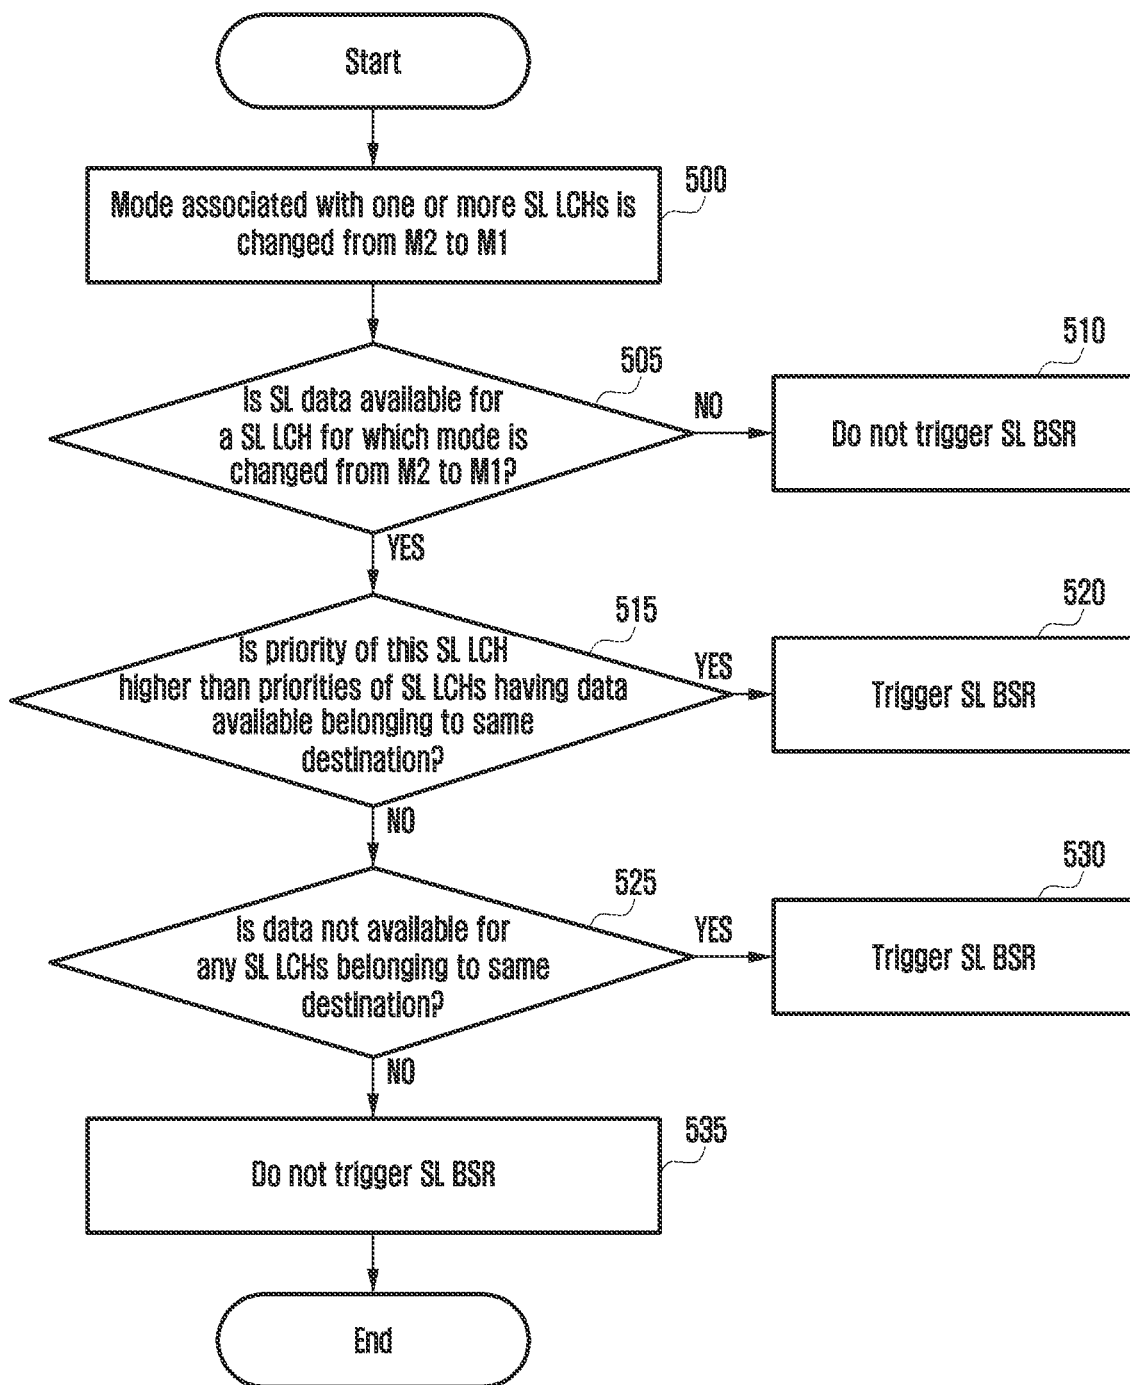 Start
500
Mode associated with one or more SL LCHs is
changed from M2 to M1
505
Is SL data available for
a SL LCH for which mode is
changed from M2 to M1?
NO
510
Do not trigger SL BSR
YES
515
Is priority of this SL LCH
higher than priorities of SL LCHs having data
available belonging to same
destination?
YES
520
Trigger SL BSR
NO
525
Is data not available for
any SL LCHs belonging to same
destination?
YES
530
Trigger SL BSR
NO
535
Do not trigger SL BSR
End